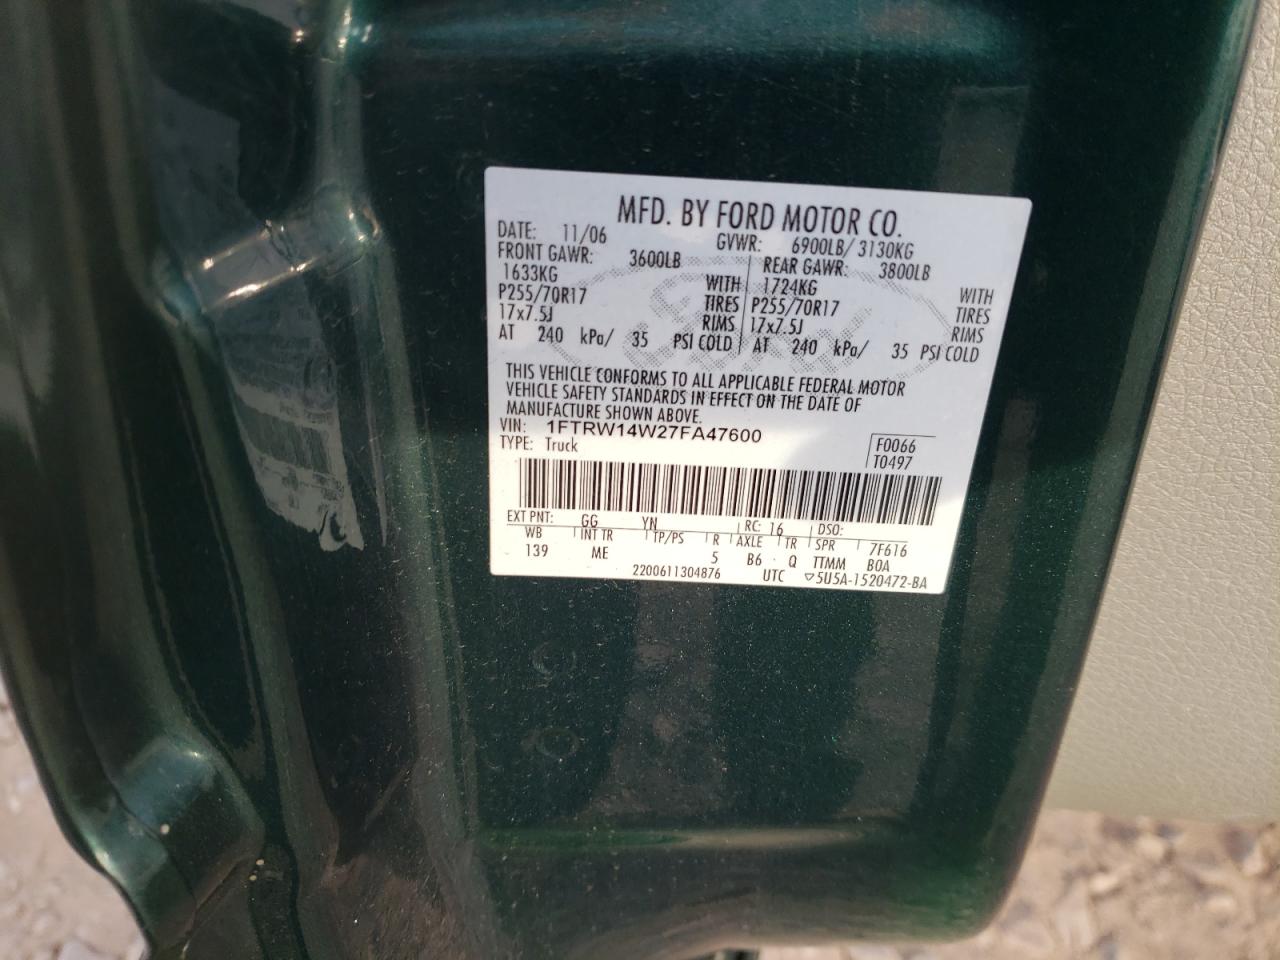 MFD. BY FORD MOTOR CO.
DATE: 11/06 GVWR: 6900LB/ 3130KG
FRONT GAWR: 3600LB REAR GAWR: 3800LB
1633KG WITH 1724KG WITH
P255/70R17 TIRES P255/70R17 TIRES
17x7.5J RIMS 17x7.5J RIMS
AT 240 kPa/ 35 PSI COLD AT 240 kPa/ 35 PSI COLD
THIS VEHICLE CONFORMS TO ALL APPLICABLE FEDERAL MOTOR
VEHICLE SAFETY STANDARDS IN EFFECT ON THE DATE OF
MANUFACTURE SHOWN ABOVE.
VIN: 1FTRW14W27FA47600 F0066
TYPE: Truck T0497
EXT PNT: GG YN RC: 16 DSO:
WB INT TR TP/PS R AXLE TR SPR 7F616
139 ME 5 B6 Q TTMM BOA
2200611304876 UTC ▽5U5A-1520472-BA
Ford